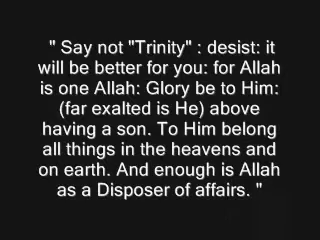 " Say not "Trinity" : desist: it
will be better for you: for Allah
is one Allah: Glory be to Him:
(far exalted is He) above
having a son. To Him belong
all things in the heavens and
on earth. And enough is Allah
as a Disposer of affairs. "